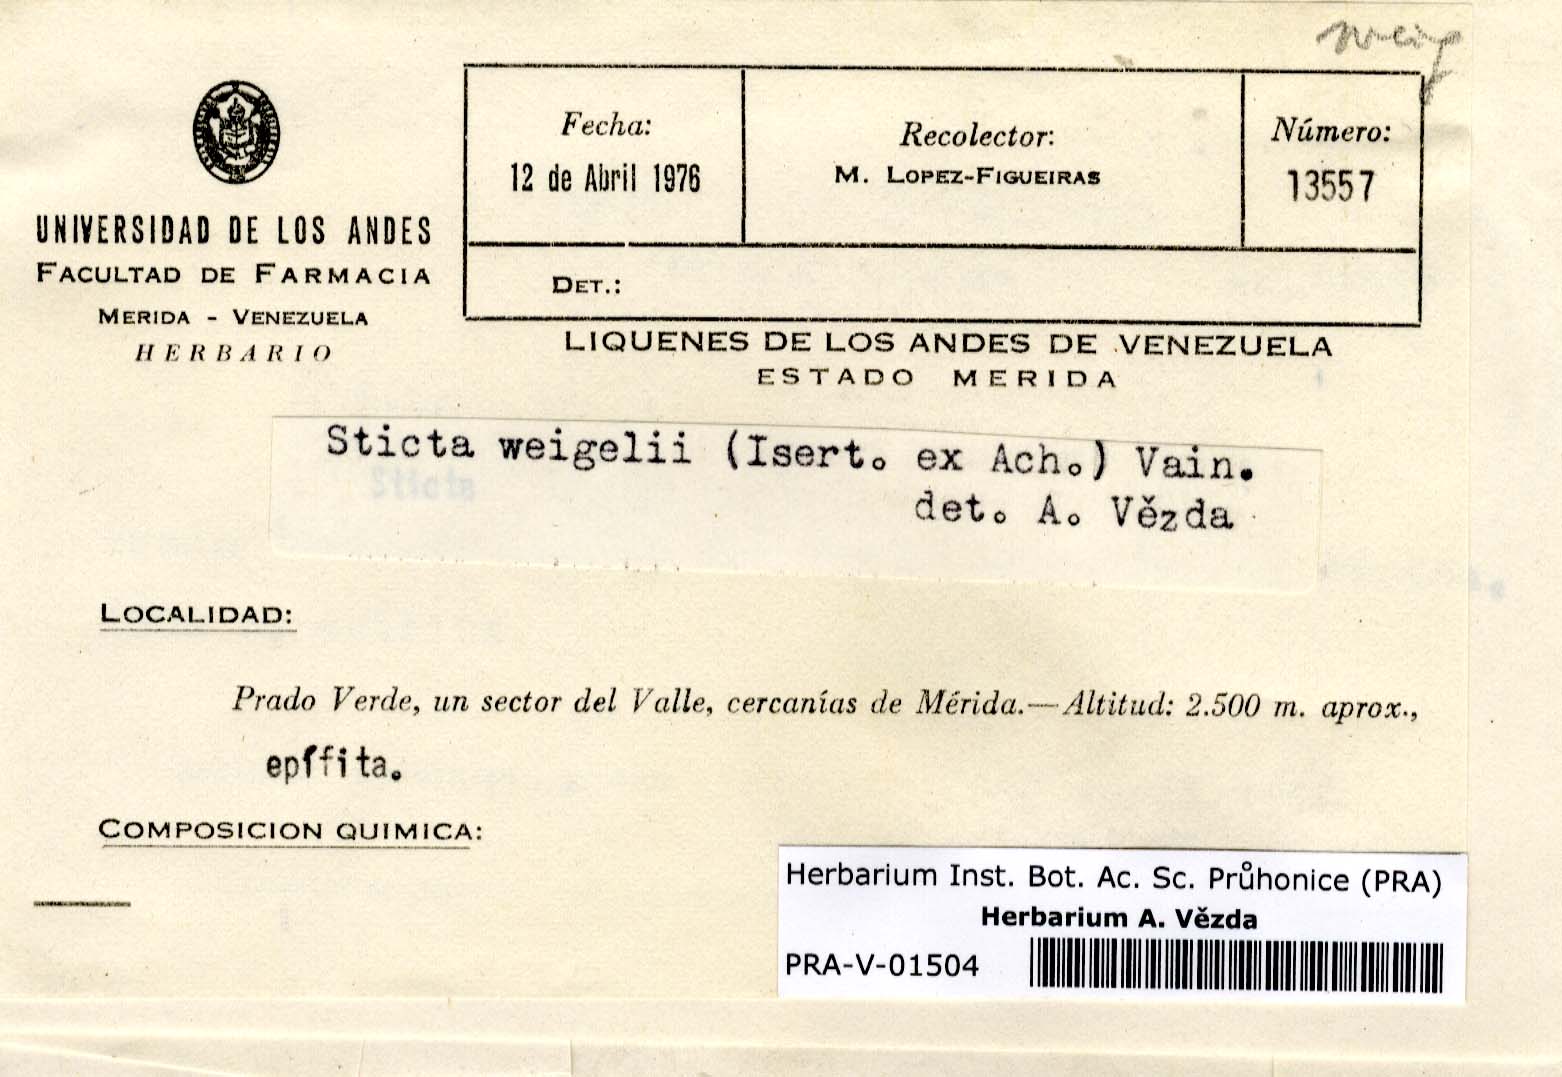 weig
UNIVERSIDAD DE LOS ANDES
FACULTAD DE FARMACIA
MERIDA - VENEZUELA
HERBARIO
Fecha:
12 de Abril 1976
Recolector:
M. LOPEZ-FIGUEIRAS
Número:
13557
DET.:
LIQUENES DE LOS ANDES DE VENEZUELA
ESTADO MERIDA
Sticta weigelii (Isert. ex Ach.) Vain.
Sticta
det. A. Vězda
LOCALIDAD:
Prado Verde, un sector del Valle, cercanías de Mérida.—Altitud: 2.500 m. aprox.,
epífita.
COMPOSICION QUIMICA:
Herbarium Inst. Bot. Ac. Sc. Průhonice (PRA)
Herbarium A. Vězda
PRA-V-01504